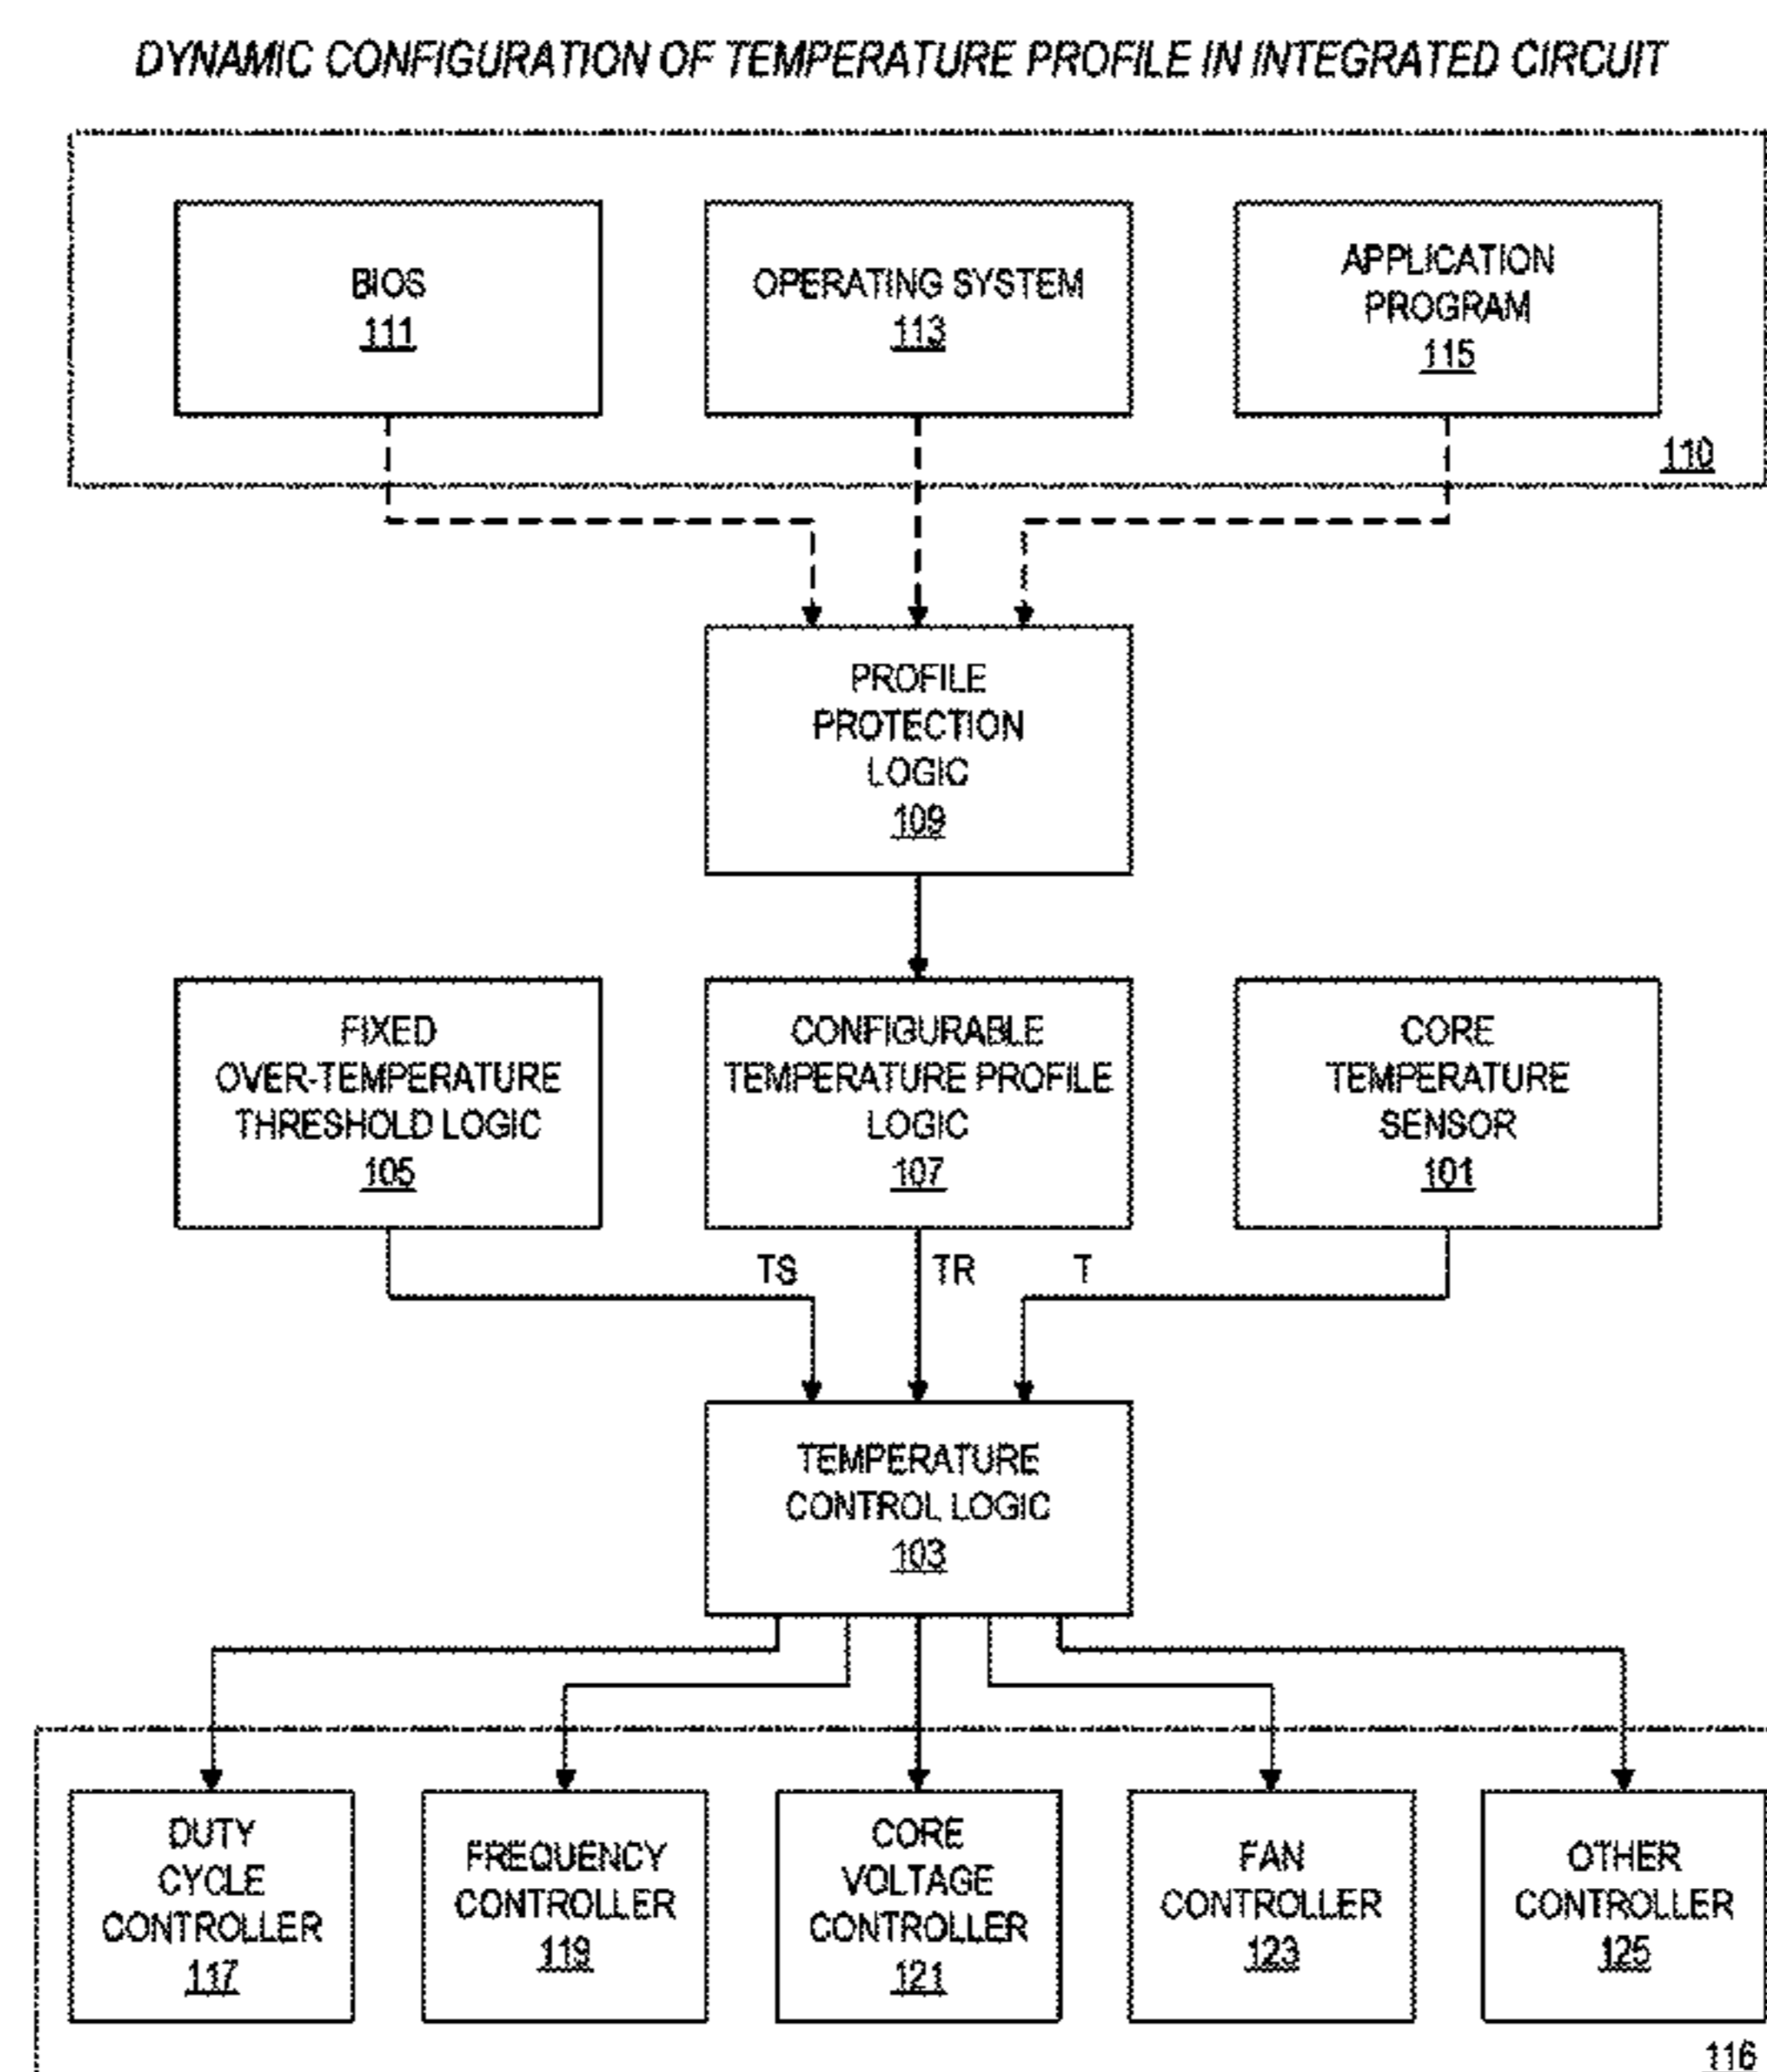 DYNAMIC CONFIGURATION OF TEMPERATURE PROFILE IN INTEGRATED CIRCUIT
BIOS
111
OPERATING SYSTEM
113
APPLICATION
PROGRAM
115
110
PROFILE
PROTECTION
LOGIC
109
FIXED
OVER-TEMPERATURE
THRESHOLD LOGIC
105
CONFIGURABLE
TEMPERATURE PROFILE
LOGIC
107
CORE
TEMPERATURE
SENSOR
101
TS
TR
T
TEMPERATURE
CONTROL LOGIC
103
DUTY
CYCLE
CONTROLLER
117
FREQUENCY
CONTROLLER
119
CORE
VOLTAGE
CONTROLLER
121
FAN
CONTROLLER
123
OTHER
CONTROLLER
125
116